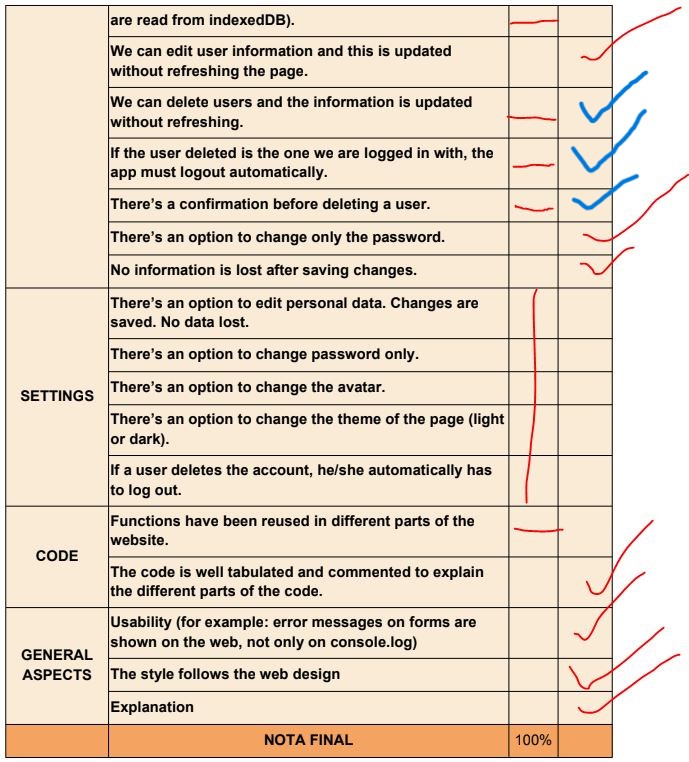 are read from indexedDB).
We can edit user information and this is updated
without refreshing the page.
We can delete users and the information is updated
without refreshing.
If the user deleted is the one we are logged in with, the
app must logout automatically.
There's a confirmation before deleting a user.
There's an option to change only the password.
No information is lost after saving changes.
SETTINGS
There's an option to edit personal data. Changes are
saved. No data lost.
There's an option to change password only.
There's an option to change the avatar.
There's an option to change the theme of the page (light
or dark).
If a user deletes the account, he/she automatically has
to log out.
CODE
Functions have been reused in different parts of the
website.
The code is well tabulated and commented to explain
the different parts of the code.
GENERAL
ASPECTS
Usability (for example: error messages on forms are
shown on the web, not only on console.log)
The style follows the web design
Explanation
NOTA FINAL 100%